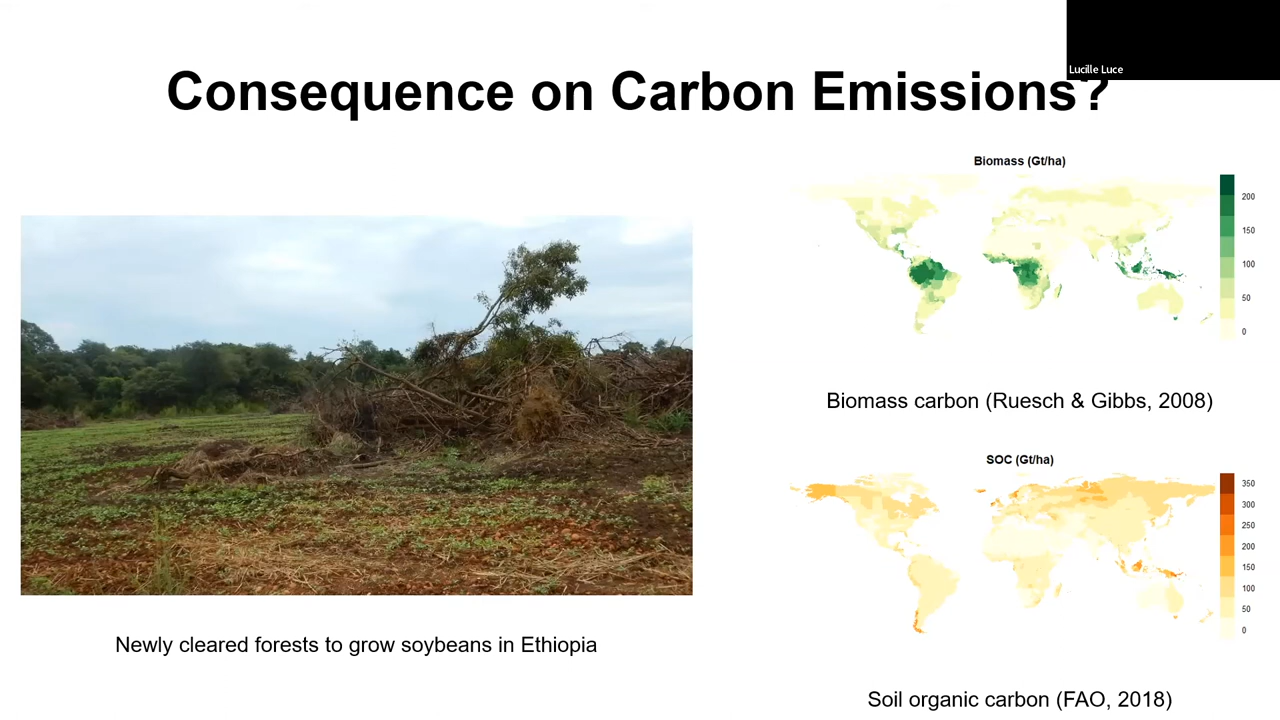 Lucille Luce
Consequence on Carbon Emissions?
Biomass (Gt/ha)
200
150
100
50
0
Biomass carbon (Ruesch & Gibbs, 2008)
SOC (Gt/ha)
350
300
250
200
150
100
50
0
Newly cleared forests to grow soybeans in Ethiopia
Soil organic carbon (FAO, 2018)